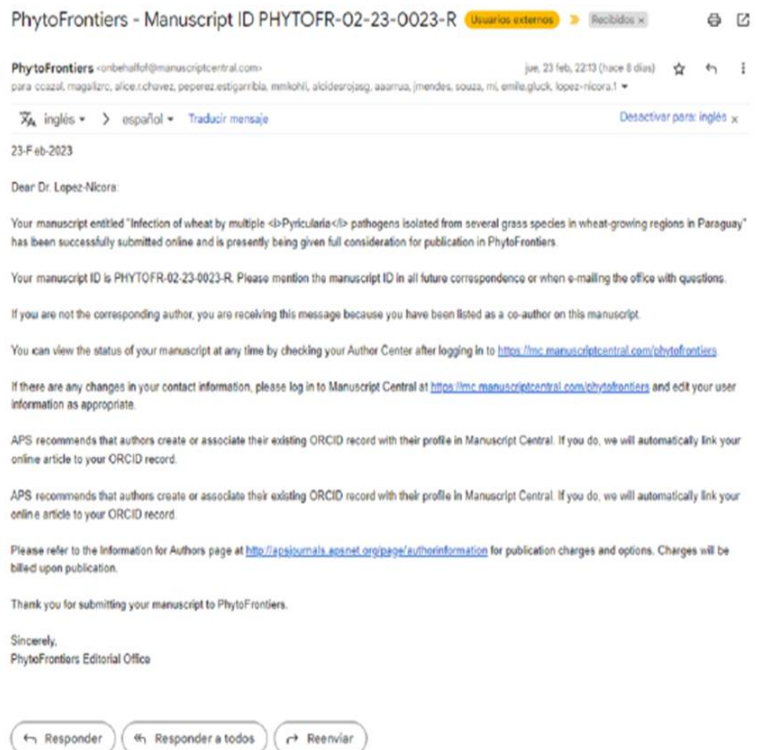 PhytoFrontiers - Manuscript ID PHYTOFR-02-23-0023-R Usuarios externos Recibidos x
PhytoFrontiers <onbehalfof@manuscriptcentral.com> jue, 23 feb, 22:13 (hace 8 días)
para ccazal, magalizrc, alice.r.chavez, peperez.estigarribia, mmkohli, alcidesrojasg, aaarrua, jmendes, souza, mi, emile.gluck, lopez-nicora.1
inglés > español Traducir mensaje Desactivar para: inglés x
23-Feb-2023
Dear Dr. Lopez-Nicora:
Your manuscript entitled "Infection of wheat by multiple <i>Pyricularia</i> pathogens isolated from several grass species in wheat-growing regions in Paraguay"
has been successfully submitted online and is presently being given full consideration for publication in PhytoFrontiers.
Your manuscript ID is PHYTOFR-02-23-0023-R. Please mention the manuscript ID in all future correspondence or when e-mailing the office with questions.
If you are not the corresponding author, you are receiving this message because you have been listed as a co-author on this manuscript.
You can view the status of your manuscript at any time by checking your Author Center after logging in to https://mc.manuscriptcentral.com/phytofrontiers
If there are any changes in your contact information, please log in to Manuscript Central at https://mc.manuscriptcentral.com/phytofrontiers and edit your user
information as appropriate.
APS recommends that authors create or associate their existing ORCID record with their profile in Manuscript Central. If you do, we will automatically link your
online article to your ORCID record.
APS recommends that authors create or associate their existing ORCID record with their profile in Manuscript Central. If you do, we will automatically link your
online article to your ORCID record.
Please refer to the Information for Authors page at http://apsjournals.apsnet.org/page/authorinformation for publication charges and options. Charges will be
billed upon publication.
Thank you for submitting your manuscript to PhytoFrontiers.
Sincerely,
PhytoFrontiers Editorial Office
Responder Responder a todos Reenviar